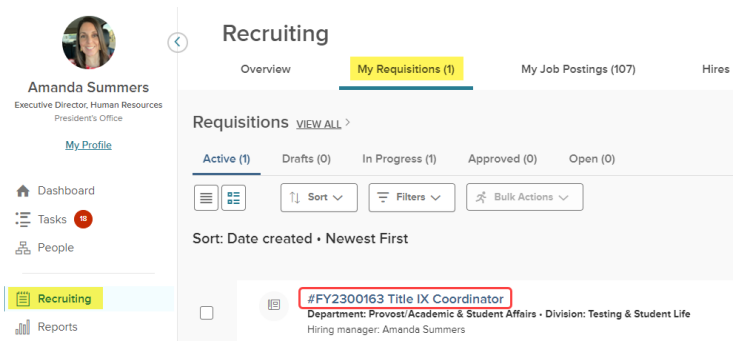 Recruiting
Overview My Requisitions (1) My Job Postings (107) Hires
Amanda Summers
Executive Director, Human Resources
President's Office
My Profile
Dashboard
Tasks 18
People
Recruiting
Reports
Requisitions VIEW ALL >
Active (1) Drafts (0) In Progress (1) Approved (0) Open (0)
Sort Filters Bulk Actions
Sort: Date created • Newest First
#FY2300163 Title IX Coordinator
Department: Provost/Academic & Student Affairs • Division: Testing & Student Life
Hiring manager: Amanda Summers